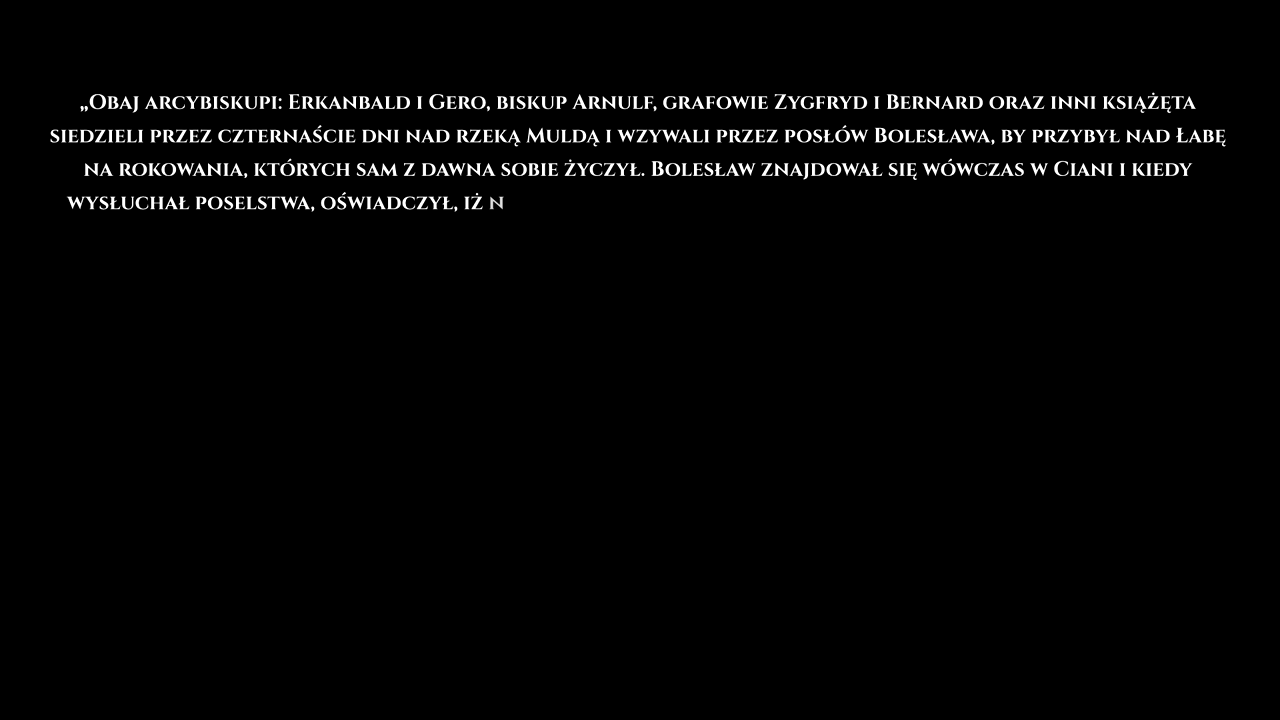 „Obaj arcybiskupi: Erkanbald i Gero, biskup Arnulf, grafowie Zygfryd i Bernard oraz inni książęta
siedzieli przez czternaście dni nad rzeką Muldą i wzywali przez posłów Bolesława, by przybył nad Łabę
na rokowania, których sam z dawna sobie życzył. Bolesław znajdował się wówczas w Ciani i kiedy
wysłuchał poselstwa, oświadczył, iż n